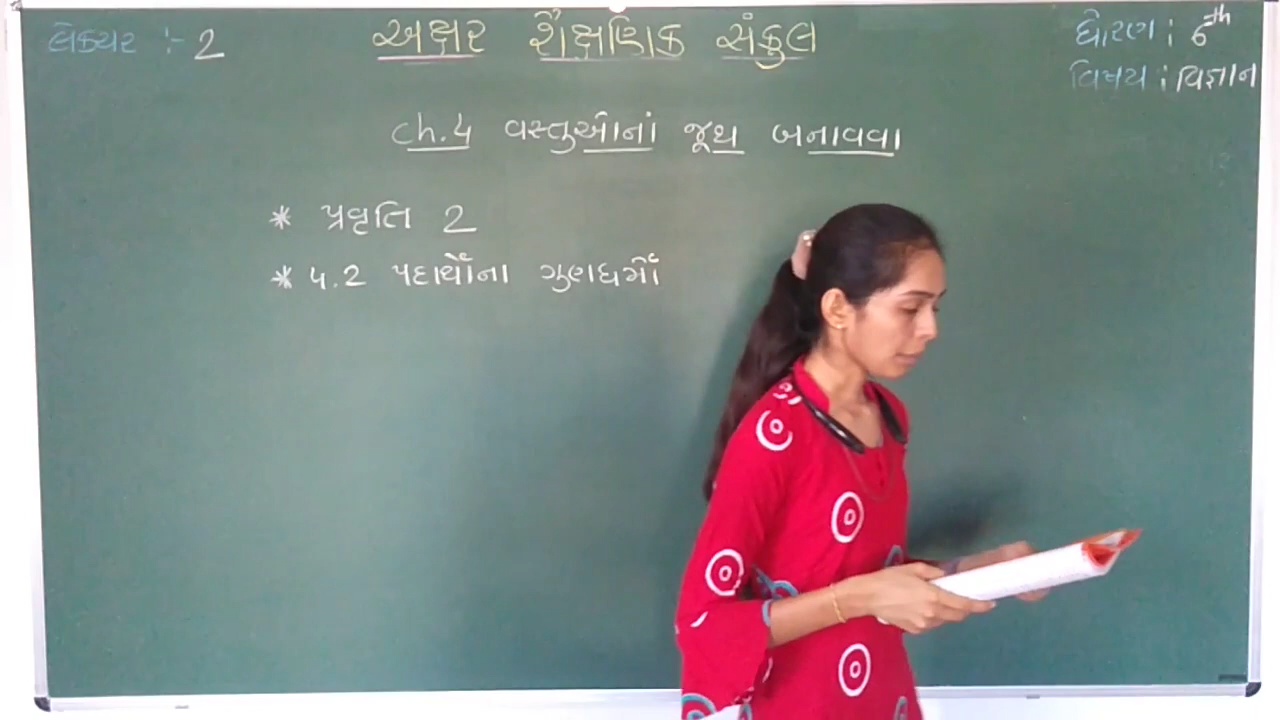 લેક્ચર :- 2
અક્ષર શૈક્ષણિક સંકુલ
ધોરણ : 6th
વિષય : વિજ્ઞાન
ch.4 વસ્તુઓનાં જૂથ બનાવવા
* પ્રવૃતિ 2
* ૫.2 પદાર્થોના ગુણધર્મો